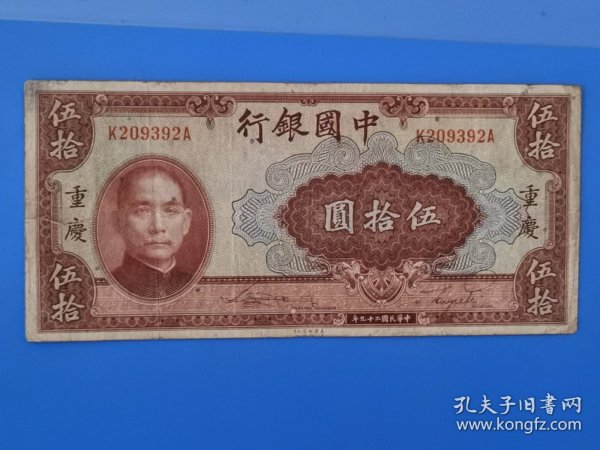 中國銀行
K209392A
K209392A
伍拾
伍拾
重慶
重慶
伍拾圓
伍拾
伍拾
中華民國二十九年
孔夫子旧書网
www.kongfz.com